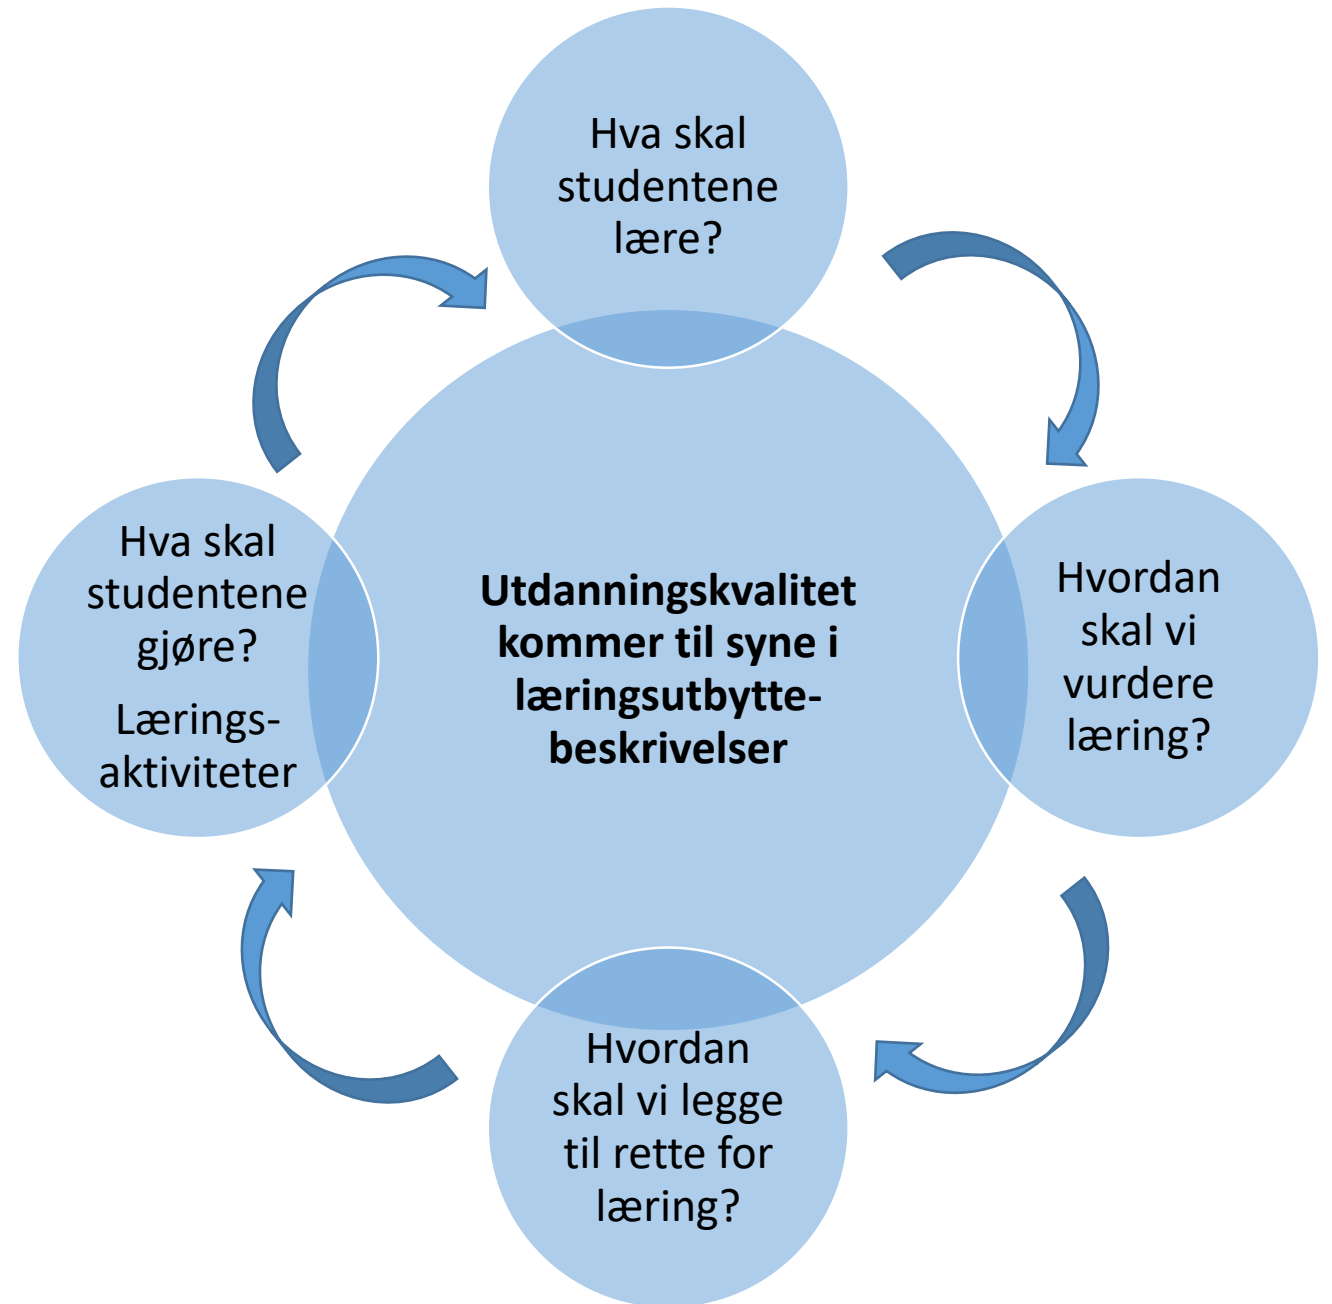 Hva skal
studentene
lære?
Hvordan
skal vi
vurdere
læring?
Hvordan
skal vi legge
til rette for
læring?
Hva skal
studentene
gjøre?
Lærings-
aktiviteter
Utdanningskvalitet
kommer til syne i
læringsutbytte-
beskrivelser